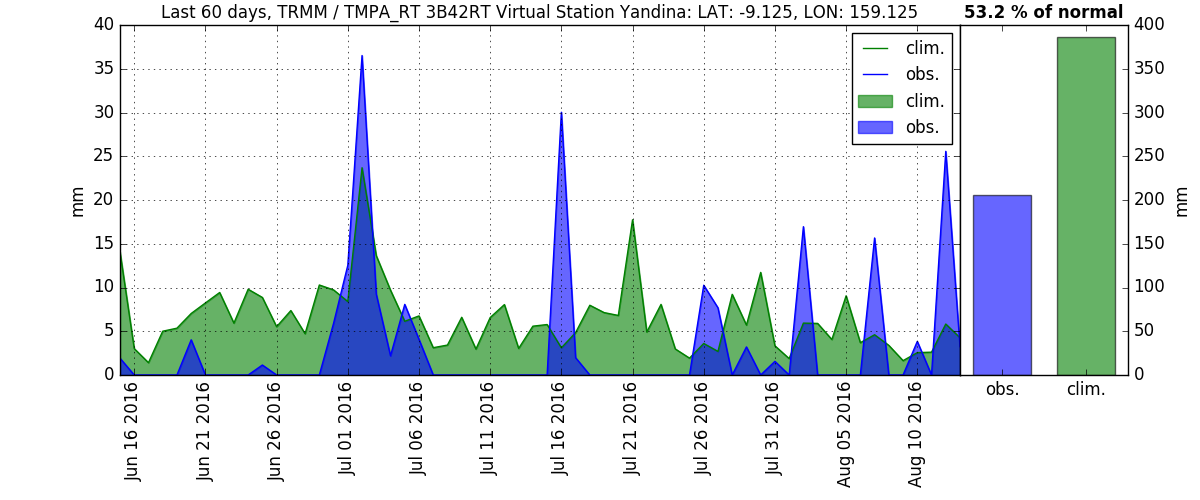 Last 60 days, TRMM / TMPA_RT 3B42RT Virtual Station Yandina: LAT: -9.125, LON: 159.125
53.2 % of normal
40
35
30
25
20
15
10
5
0
mm
clim.
obs.
clim.
obs.
Jun 16 2016
Jun 21 2016
Jun 26 2016
Jul 01 2016
Jul 06 2016
Jul 11 2016
Jul 16 2016
Jul 21 2016
Jul 26 2016
Jul 31 2016
Aug 05 2016
Aug 10 2016
400
350
300
250
200
150
100
50
0
mm
obs.
clim.